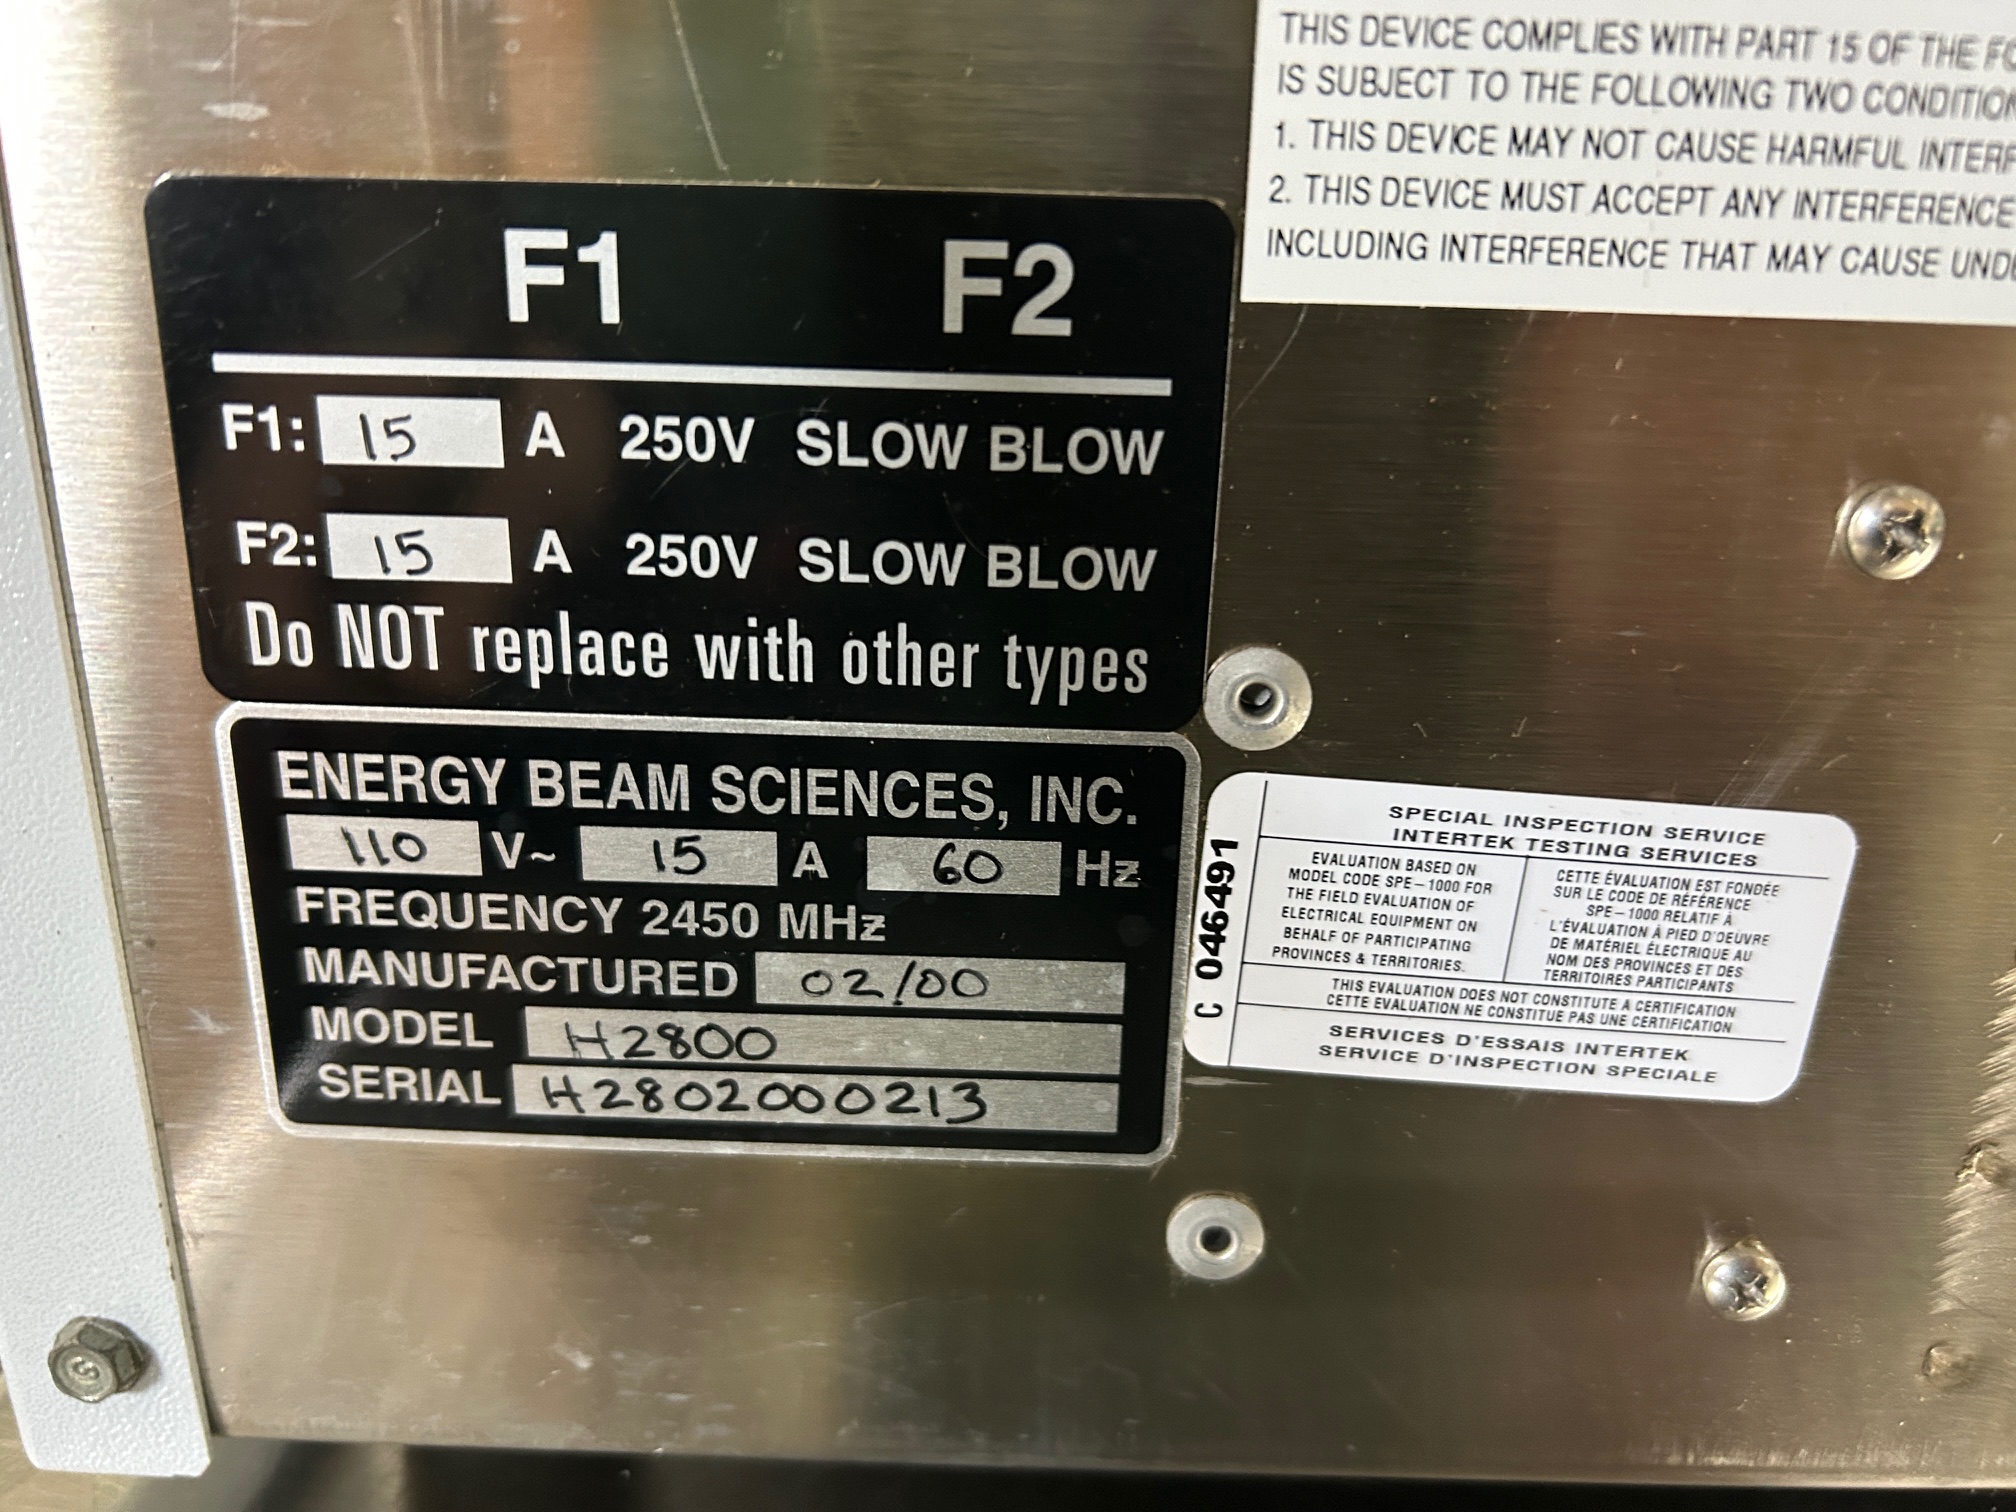 THIS DEVICE COMPLIES WITH PART 15 OF THE
IS SUBJECT TO THE FOLLOWING TWO
1. THIS DEVICE MAY NOT CAUSE HARMFUL
2. THIS DEVICE MUST ACCEPT ANY INTERFERENCE
INCLUDING INTERFERENCE THAT MAY CAUSE
F1 F2
F1: 15 A 250V SLOW BLOW
F2: 15 A 250V SLOW BLOW
Do NOT replace with other types
ENERGY BEAM SCIENCES, INC.
110 V~ 15 A 60 Hz
FREQUENCY 2450 MHz
MANUFACTURED 02/00
MODEL H2800
SERIAL H2802000213
C 046491
SPECIAL INSPECTION SERVICE
INTERTEK TESTING SERVICES
EVALUATION BASED ON
MODEL CODE SPE-1000 FOR
THE FIELD EVALUATION OF
ELECTRICAL EQUIPMENT ON
BEHALF OF PARTICIPATING
PROVINCES & TERRITORIES.
CETTE ÉVALUATION EST FONDÉE
SUR LE CODE DE RÉFÉRENCE
SPE-1000 RELATIF À
L'ÉVALUATION À PIED D'OEUVRE
DE MATÉRIEL ÉLECTRIQUE AU
NOM DES PROVINCES ET DES
TERRITOIRES PARTICIPANTS
THIS EVALUATION DOES NOT CONSTITUTE A CERTIFICATION
CETTE EVALUATION NE CONSTITUE PAS UNE CERTIFICATION
SERVICES D'ESSAIS INTERTEK
SERVICE D'INSPECTION SPECIALE